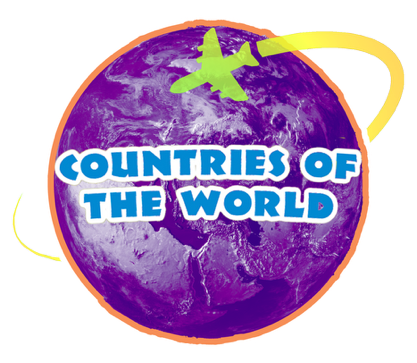 COUNTRIES OF
THE WORLD